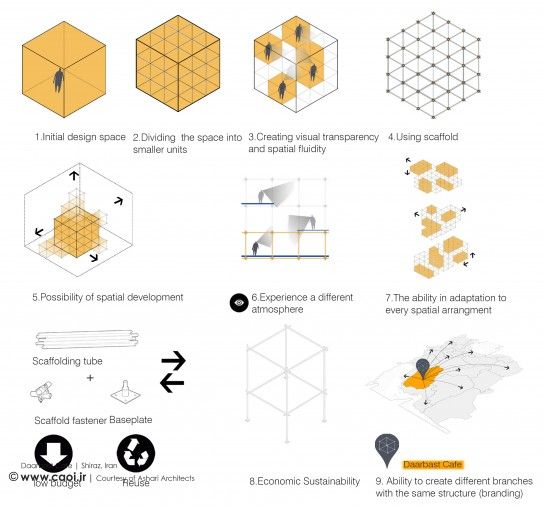 1.Initial design space
2.Dividing the space into
smaller units
3.Creating visual transparency
and spatial fluidity
4.Using scaffold
5.Possibility of spatial development
6.Experience a different
atmosphere
7.The ability in adaptation to
every spatial arrangment
Scaffolding tube
+
Scaffold fastener
Baseplate
low budget
Reuse
8.Economic Sustainability
Daarbast Cafe
9. Ability to create different branches
with the same structure (branding)
| Shiraz, Iran
© www.caoi.ir | Courtesy of Ashari Architects